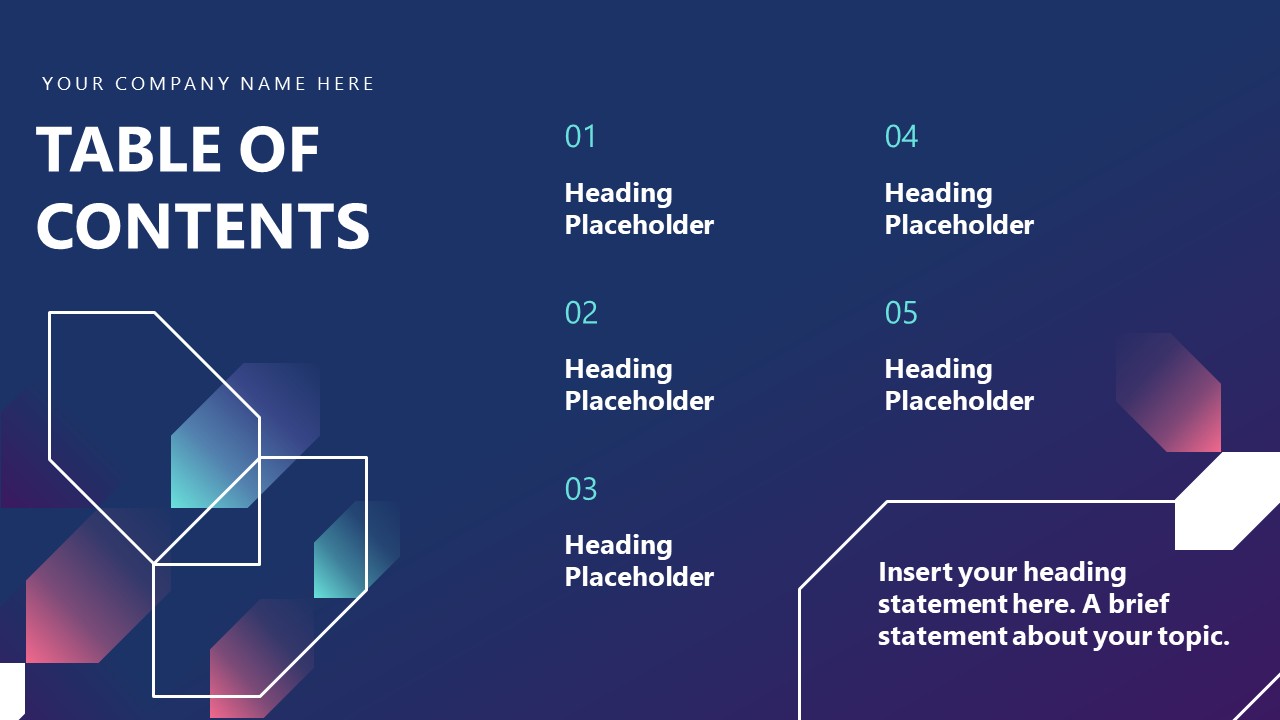 YOUR COMPANY NAME HERE
TABLE OF
CONTENTS
01
Heading
Placeholder
02
Heading
Placeholder
03
Heading
Placeholder
04
Heading
Placeholder
05
Heading
Placeholder
Insert your heading
statement here. A brief
statement about your topic.